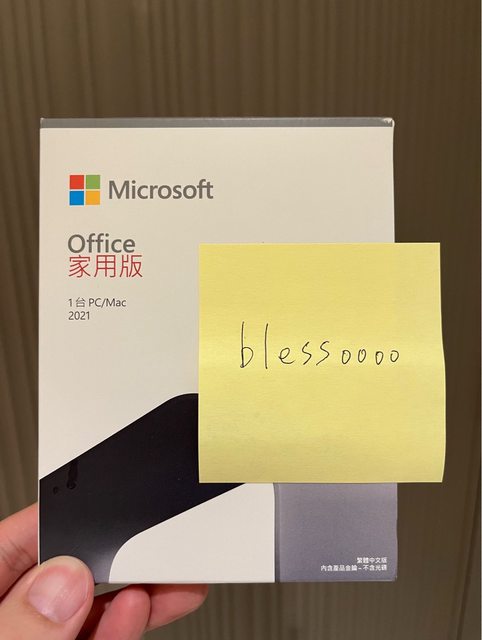 Microsoft
Office
家用版
1 台 PC/Mac
2021
blessoooo
繁體中文版
內含產品金鑰 – 不含光碟